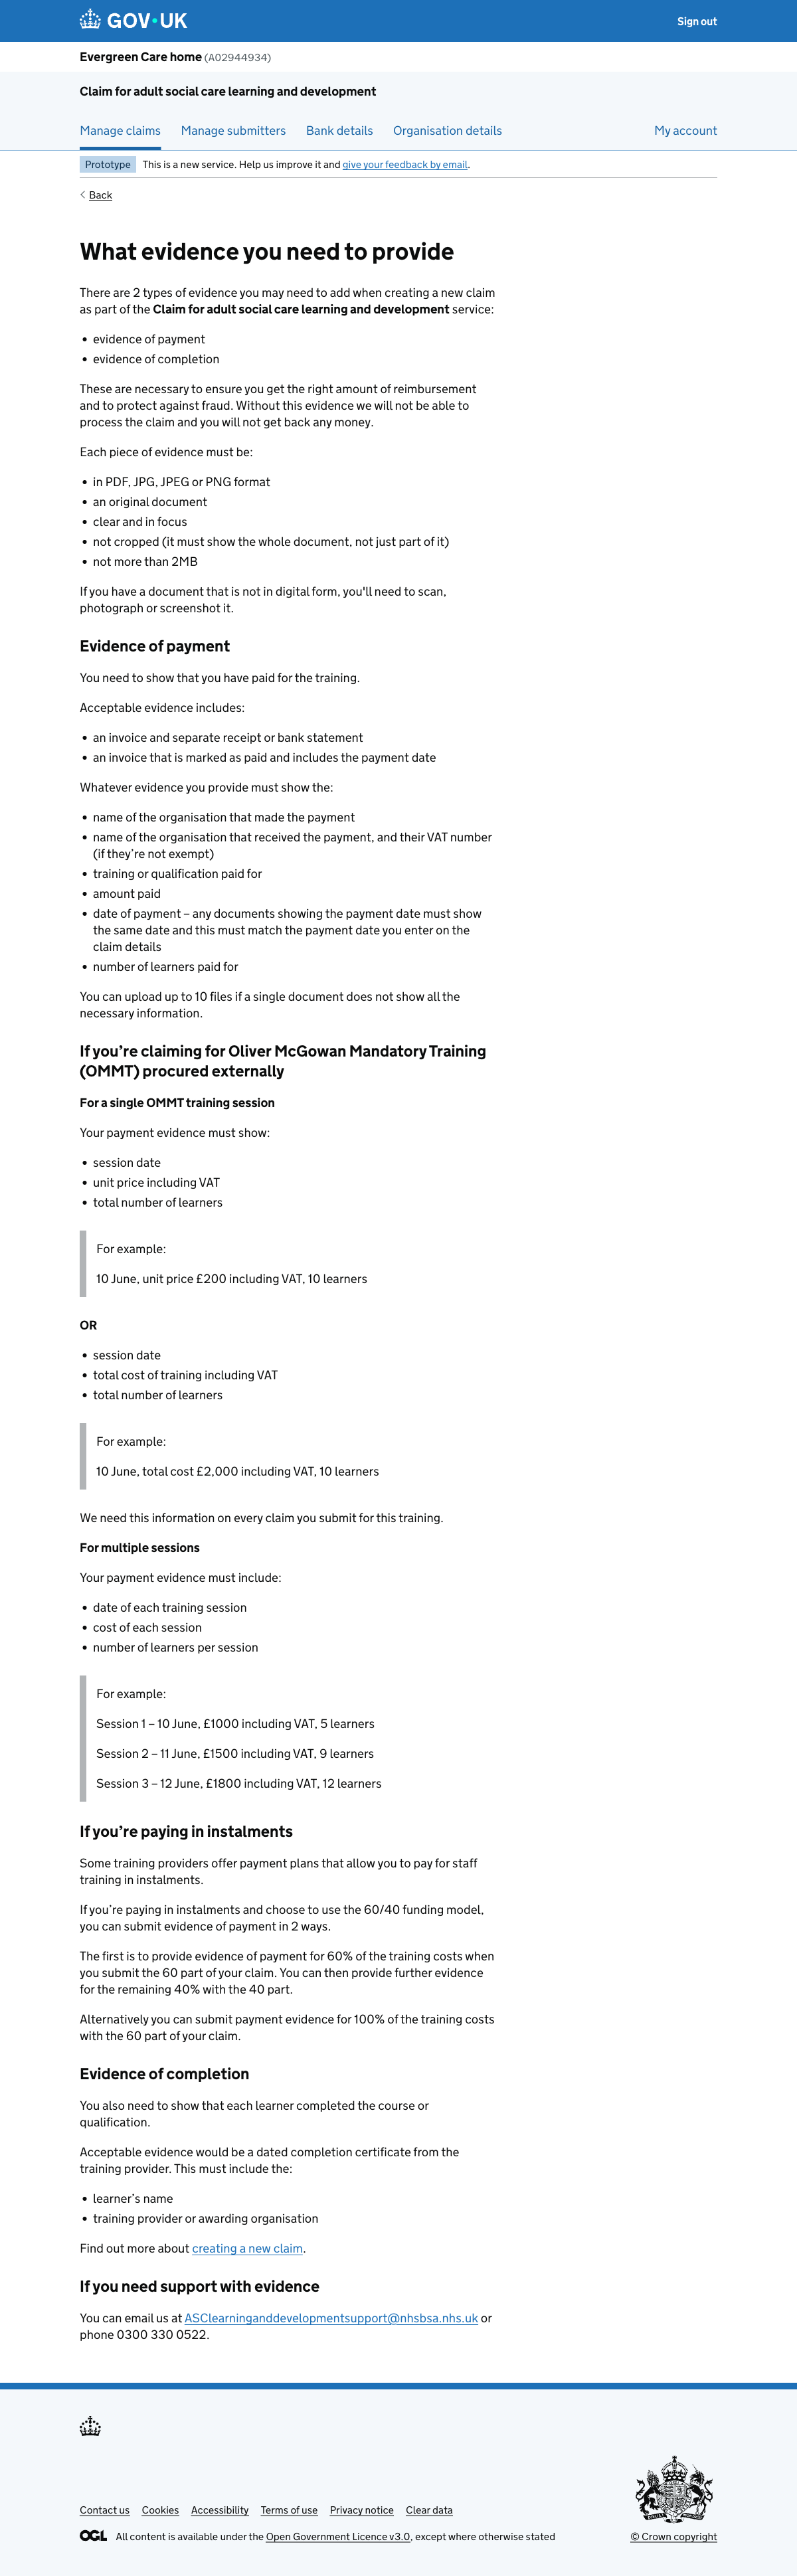 GOV·UK
Sign out
Evergreen Care home (A02944934)
Claim for adult social care learning and development
Manage claims
Manage submitters
Bank details
Organisation details
My account
Prototype
This is a new service. Help us improve it and give your feedback by email.
Back
What evidence you need to provide
There are 2 types of evidence you may need to add when creating a new claim
as part of the Claim for adult social care learning and development service:
• evidence of payment
• evidence of completion
These are necessary to ensure you get the right amount of reimbursement
and to protect against fraud. Without this evidence we will not be able to
process the claim and you will not get back any money.
Each piece of evidence must be:
• in PDF, JPG, JPEG or PNG format
• an original document
• clear and in focus
• not cropped (it must show the whole document, not just part of it)
• not more than 2MB
If you have a document that is not in digital form, you'll need to scan,
photograph or screenshot it.
Evidence of payment
You need to show that you have paid for the training.
Acceptable evidence includes:
• an invoice and separate receipt or bank statement
• an invoice that is marked as paid and includes the payment date
Whatever evidence you provide must show the:
• name of the organisation that made the payment
• name of the organisation that received the payment, and their VAT number
(if they’re not exempt)
• training or qualification paid for
• amount paid
• date of payment – any documents showing the payment date must show
the same date and this must match the payment date you enter on the
claim details
• number of learners paid for
You can upload up to 10 files if a single document does not show all the
necessary information.
If you’re claiming for Oliver McGowan Mandatory Training
(OMMT) procured externally
For a single OMMT training session
Your payment evidence must show:
• session date
• unit price including VAT
• total number of learners
For example:
10 June, unit price £200 including VAT, 10 learners
OR
• session date
• total cost of training including VAT
• total number of learners
For example:
10 June, total cost £2,000 including VAT, 10 learners
We need this information on every claim you submit for this training.
For multiple sessions
Your payment evidence must include:
• date of each training session
• cost of each session
• number of learners per session
For example:
Session 1 – 10 June, £1000 including VAT, 5 learners
Session 2 – 11 June, £1500 including VAT, 9 learners
Session 3 – 12 June, £1800 including VAT, 12 learners
If you’re paying in instalments
Some training providers offer payment plans that allow you to pay for staff
training in instalments.
If you’re paying in instalments and choose to use the 60/40 funding model,
you can submit evidence of payment in 2 ways.
The first is to provide evidence of payment for 60% of the training costs when
you submit the 60 part of your claim. You can then provide further evidence
for the remaining 40% with the 40 part.
Alternatively you can submit payment evidence for 100% of the training costs
with the 60 part of your claim.
Evidence of completion
You also need to show that each learner completed the course or
qualification.
Acceptable evidence would be a dated completion certificate from the
training provider. This must include the:
• learner’s name
• training provider or awarding organisation
Find out more about creating a new claim.
If you need support with evidence
You can email us at ASClearninganddevelopmentsupport@nhsbsa.nhs.uk or
phone 0300 330 0522.
Contact us
Cookies
Accessibility
Terms of use
Privacy notice
Clear data
OGL
All content is available under the Open Government Licence v3.0, except where otherwise stated
© Crown copyright